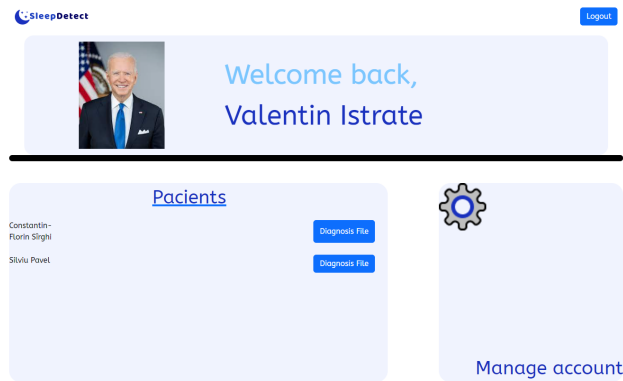 SleepDetect
Logout
Welcome back,
Valentin Istrate
Pacients
Constantin-
Florin Sîrghi
Diagnosis File
Silviu Pavel
Diagnosis File
Manage account